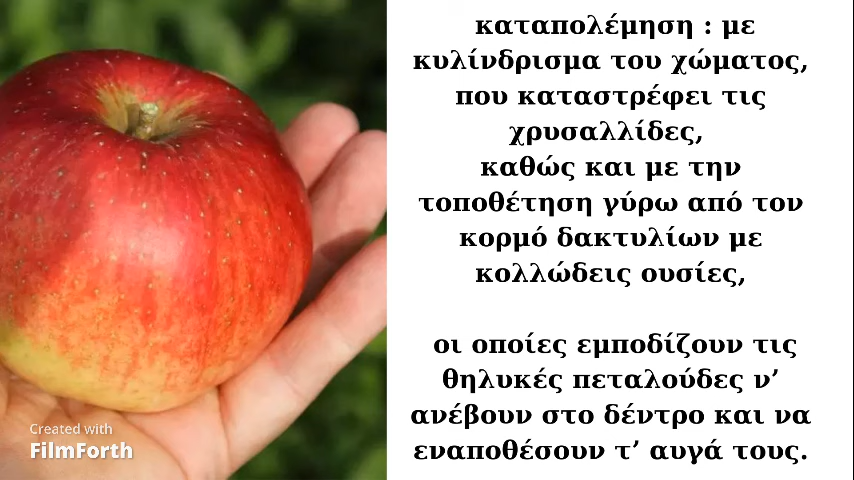 καταπολέμηση : με
κυλίνδρισμα του χώματος,
που καταστρέφει τις
χρυσαλλίδες,
καθώς και με την
τοποθέτηση γύρω από τον
κορμό δακτυλίων με
κολλώδεις ουσίες,
οι οποίες εμποδίζουν τις
θηλυκές πεταλούδες ν’
ανέβουν στο δέντρο και να
εναποθέσουν τ’ αυγά τους.
Created with
FilmForth